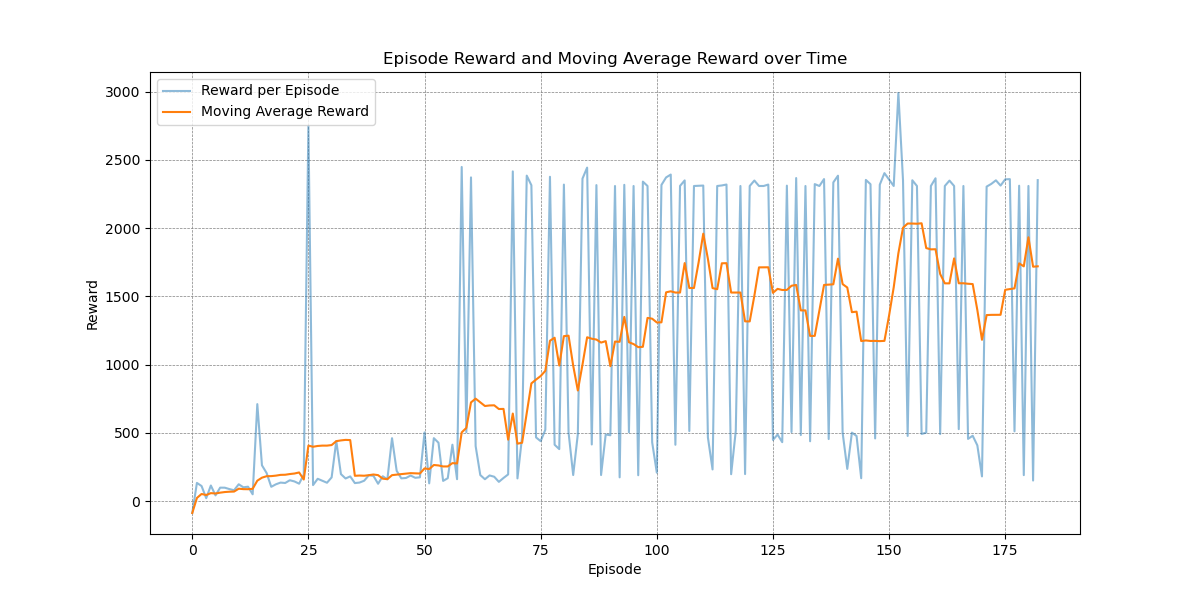 Episode Reward and Moving Average Reward over Time
Reward per Episode
Moving Average Reward
3000
2500
2000
1500
1000
500
0
Reward
0 25 50 75 100 125 150 175
Episode